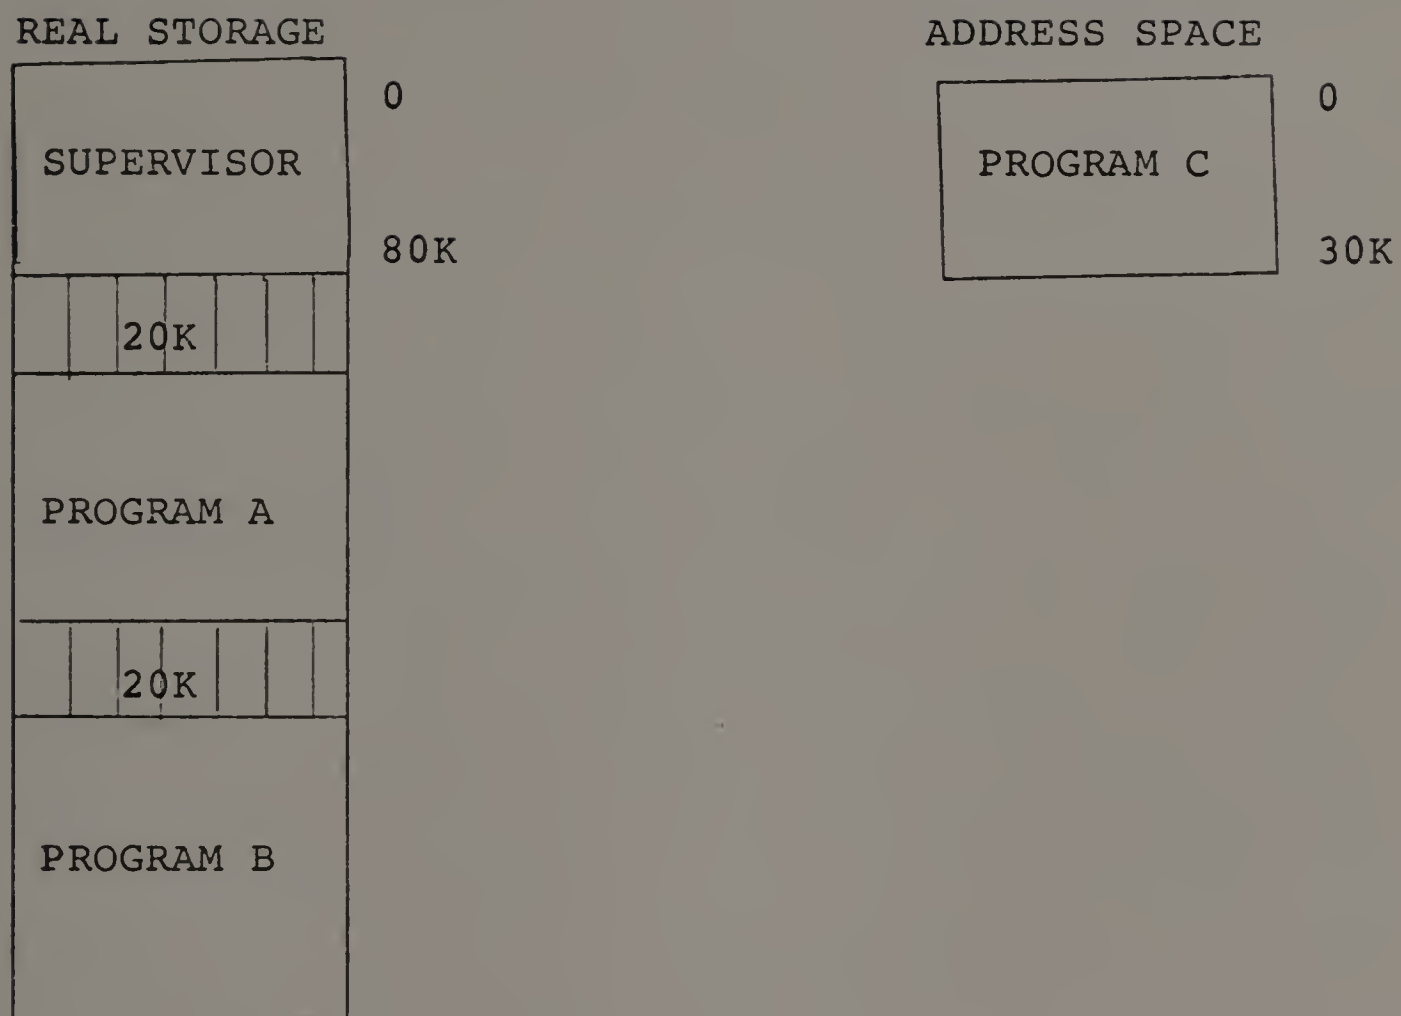 REAL STORAGE
0
SUPERVISOR
80K
20K
PROGRAM A
20K
PROGRAM B
ADDRESS SPACE
0
PROGRAM C
30K